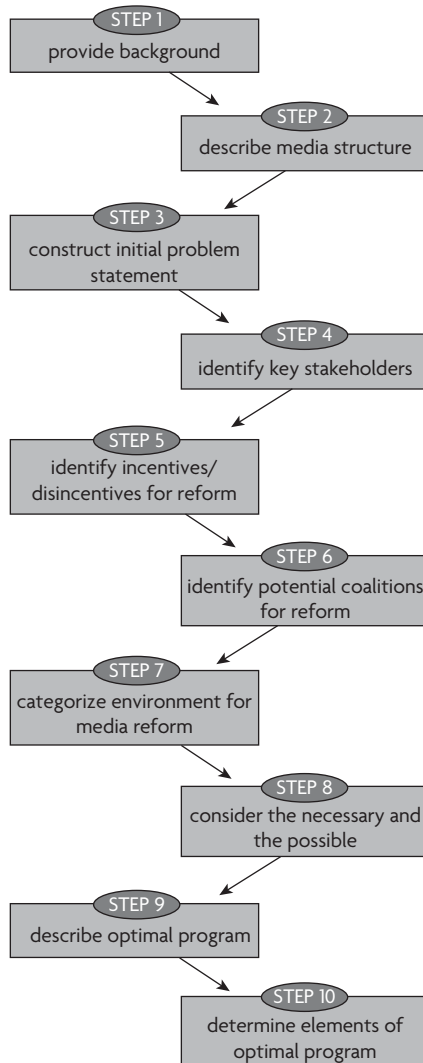 STEP 1
provide background
STEP 2
describe media structure
STEP 3
construct initial problem
statement
STEP 4
identify key stakeholders
STEP 5
identify incentives/
disincentives for reform
STEP 6
identify potential coalitions
for reform
STEP 7
categorize environment for
media reform
STEP 8
consider the necessary and
the possible
STEP 9
describe optimal program
STEP 10
determine elements of
optimal program